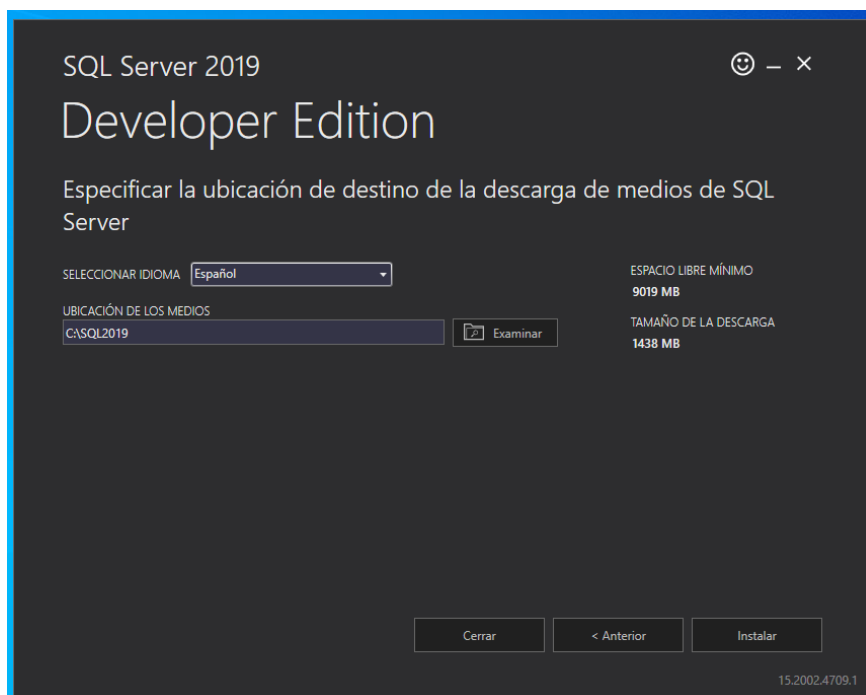 SQL Server 2019
Developer Edition
Especificar la ubicación de destino de la descarga de medios de SQL
Server
SELECCIONAR IDIOMA Español
UBICACIÓN DE LOS MEDIOS
C:\SQL2019 Examinar
ESPACIO LIBRE MÍNIMO
9019 MB
TAMAÑO DE LA DESCARGA
1438 MB
Cerrar < Anterior Instalar
15.2002.4709.1